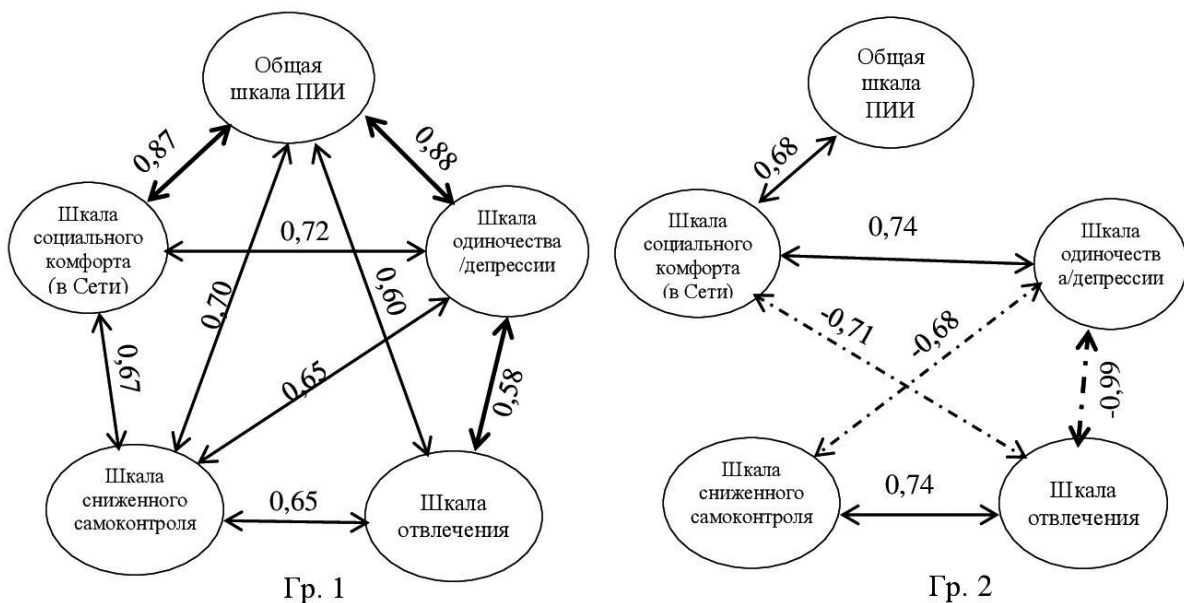 Общая
шкала ПИИ
0,87
0,88
Шкала
социального
комфорта
(в Сети)
0,72
Шкала
одиночества
/депрессии
0,70
0,60
0,67
0,65
0,58
Шкала
сниженного
самоконтроля
0,65
Шкала
отвлечения
Гр. 1
Общая
шкала
ПИИ
0,68
Шкала
социального
комфорта
(в Сети)
0,74
Шкала
одиночеств
а/депрессии
-0,71
-0,68
-0,99
Шкала
сниженного
самоконтроля
0,74
Шкала
отвлечения
Гр. 2